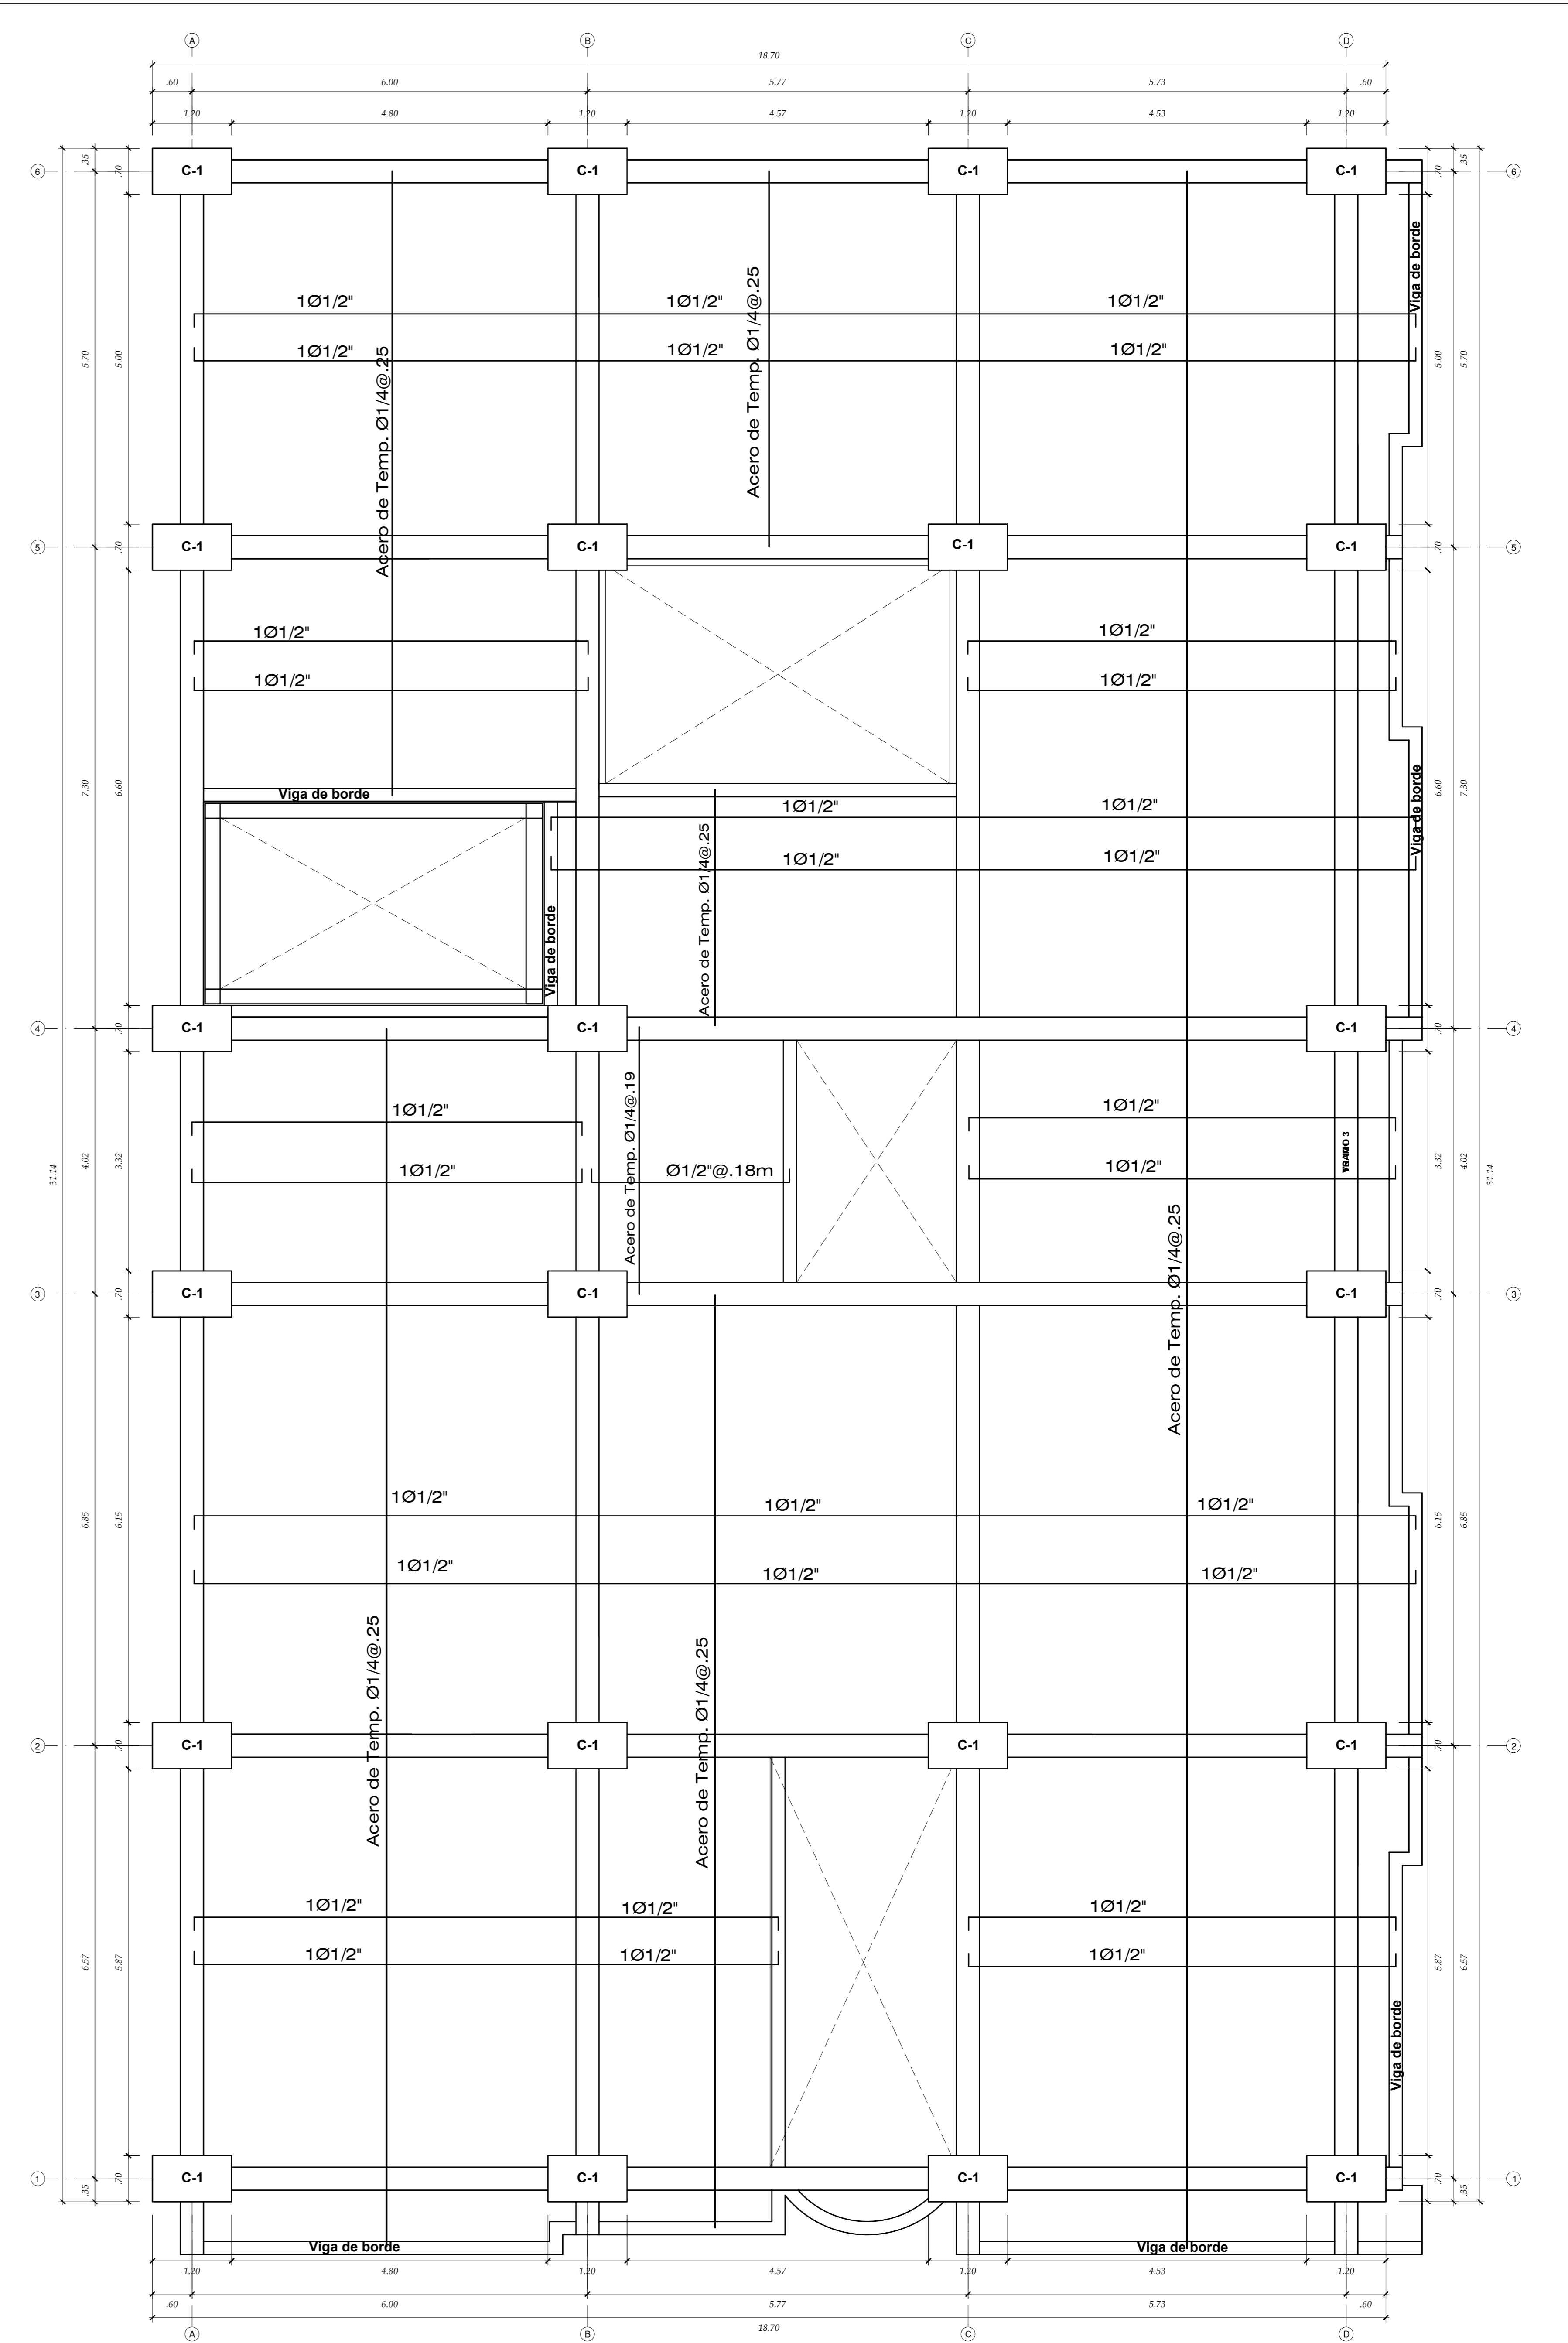 A B C D
18.70
.60 6.00 5.77 5.73 .60
1.20 4.80 1.20 4.57 1.20 4.53 1.20
6 .35 .70 C-1 C-1 C-1 C-1 .70 .35 6
Viga de borde
1Ø1/2" 1Ø1/2" 1Ø1/2"
Acero de Temp. Ø1/4@.25
1Ø1/2" 1Ø1/2" 1Ø1/2"
Acero de Temp. Ø1/4@.25
5.70 5.00 5.00 5.70
5 .70 C-1 C-1 C-1 C-1 .70 5
1Ø1/2" 1Ø1/2"
1Ø1/2" 1Ø1/2"
7.30 6.60 6.60 7.30
Viga de borde
1Ø1/2" 1Ø1/2"
Viga de borde
1Ø1/2" 1Ø1/2"
Acero de Temp. Ø1/4@.25
Viga de borde
4 .70 C-1 C-1 C-1 .70 4
1Ø1/2" 1Ø1/2"
Acero de Temp. Ø1/4@.19
1Ø1/2" Ø1/2"@.18m 1Ø1/2"
31.14 4.02 3.32 3.32 4.02 31.14
3 .70 C-1 C-1 C-1 .70 3
Acero de Temp. Ø1/4@.25
1Ø1/2" 1Ø1/2" 1Ø1/2"
6.85 6.15 6.15 6.85
1Ø1/2" 1Ø1/2" 1Ø1/2"
Acero de Temp. Ø1/4@.25
Acero de Temp. Ø1/4@.25
2 .70 C-1 C-1 C-1 C-1 .70 2
1Ø1/2" 1Ø1/2" 1Ø1/2"
1Ø1/2" 1Ø1/2" 1Ø1/2"
6.57 5.87 5.87 6.57
Viga de borde
1 .70 C-1 C-1 C-1 C-1 .70 1
.35 .35
Viga de borde Viga de borde
1.20 4.80 1.20 4.57 1.20 4.53 1.20
.60 6.00 5.77 5.73 .60
18.70
A B C D